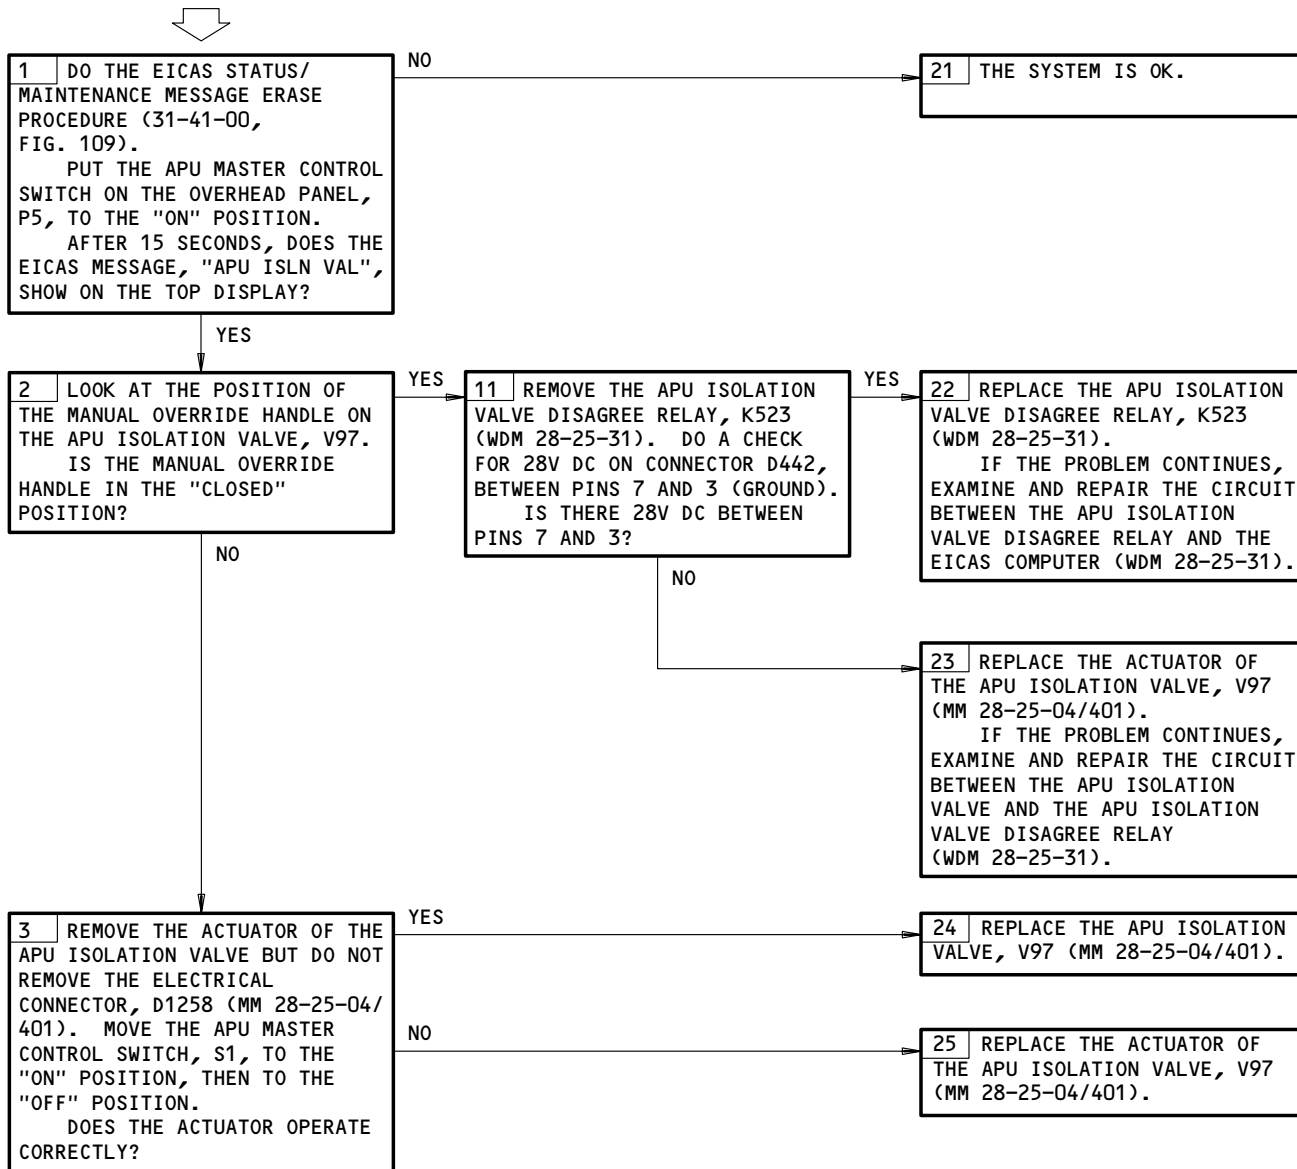 1 DO THE EICAS STATUS/
MAINTENANCE MESSAGE ERASE
PROCEDURE (31-41-00,
FIG. 109).
PUT THE APU MASTER CONTROL
SWITCH ON THE OVERHEAD PANEL,
P5, TO THE "ON" POSITION.
AFTER 15 SECONDS, DOES THE
EICAS MESSAGE, "APU ISLN VAL",
SHOW ON THE TOP DISPLAY?
NO
21 THE SYSTEM IS OK.
YES
2 LOOK AT THE POSITION OF
THE MANUAL OVERRIDE HANDLE ON
THE APU ISOLATION VALVE, V97.
IS THE MANUAL OVERRIDE
HANDLE IN THE "CLOSED"
POSITION?
YES
11 REMOVE THE APU ISOLATION
VALVE DISAGREE RELAY, K523
(WDM 28-25-31). DO A CHECK
FOR 28V DC ON CONNECTOR D442,
BETWEEN PINS 7 AND 3 (GROUND).
IS THERE 28V DC BETWEEN
PINS 7 AND 3?
YES
22 REPLACE THE APU ISOLATION
VALVE DISAGREE RELAY, K523
(WDM 28-25-31).
IF THE PROBLEM CONTINUES,
EXAMINE AND REPAIR THE CIRCUIT
BETWEEN THE APU ISOLATION
VALVE DISAGREE RELAY AND THE
EICAS COMPUTER (WDM 28-25-31).
NO
NO
23 REPLACE THE ACTUATOR OF
THE APU ISOLATION VALVE, V97
(MM 28-25-04/401).
IF THE PROBLEM CONTINUES,
EXAMINE AND REPAIR THE CIRCUIT
BETWEEN THE APU ISOLATION
VALVE AND THE APU ISOLATION
VALVE DISAGREE RELAY
(WDM 28-25-31).
3 REMOVE THE ACTUATOR OF THE
APU ISOLATION VALVE BUT DO NOT
REMOVE THE ELECTRICAL
CONNECTOR, D1258 (MM 28-25-04/
401). MOVE THE APU MASTER
CONTROL SWITCH, S1, TO THE
"ON" POSITION, THEN TO THE
"OFF" POSITION.
DOES THE ACTUATOR OPERATE
CORRECTLY?
YES
24 REPLACE THE APU ISOLATION
VALVE, V97 (MM 28-25-04/401).
NO
25 REPLACE THE ACTUATOR OF
THE APU ISOLATION VALVE, V97
(MM 28-25-04/401).